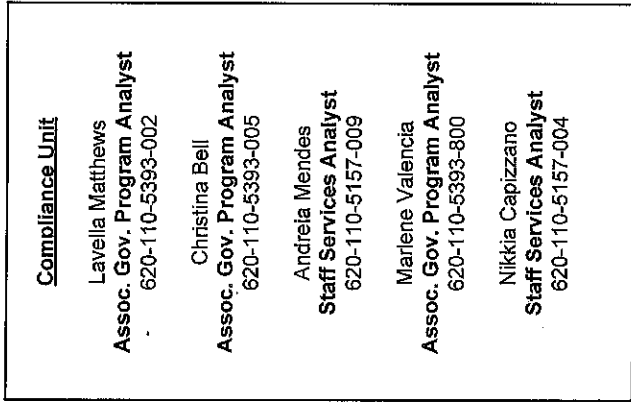 Compliance Unit
Lavella Matthews
Assoc. Gov. Program Analyst
620-110-5393-002
Christina Bell
Assoc. Gov. Program Analyst
620-110-5393-005
Andreia Mendes
Staff Services Analyst
620-110-5157-009
Marlene Valencia
Assoc. Gov. Program Analyst
620-110-5393-800
Nikkia Capizzano
Staff Services Analyst
620-110-5157-004